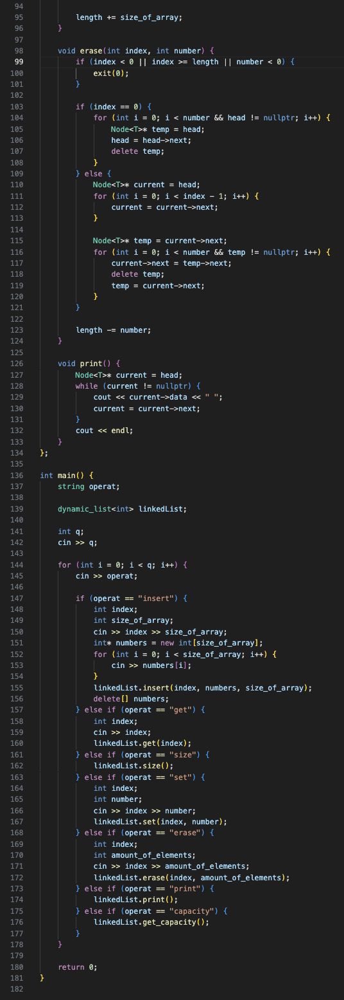 94
95 length += size_of_array;
96 }
97
98 void erase(int index, int number) {
99 if (index < 0 || index >= length || number < 0) {
100 exit(0);
101 }
102
103 if (index == 0) {
104 for (int i = 0; i < number && head != nullptr; i++) {
105 Node<T>* temp = head;
106 head = head->next;
107 delete temp;
108 }
109 } else {
110 Node<T>* current = head;
111 for (int i = 0; i < index - 1; i++) {
112 current = current->next;
113 }
114
115 Node<T>* temp = current->next;
116 for (int i = 0; i < number && temp != nullptr; i++) {
117 current->next = temp->next;
118 delete temp;
119 temp = current->next;
120 }
121 }
122
123 length -= number;
124 }
125
126 void print() {
127 Node<T>* current = head;
128 while (current != nullptr) {
129 cout << current->data << " ";
130 current = current->next;
131 }
132 cout << endl;
133 }
134 };
135
136 int main() {
137 string operat;
138
139 dynamic_list<int> linkedList;
140
141 int q;
142 cin >> q;
143
144 for (int i = 0; i < q; i++) {
145 cin >> operat;
146
147 if (operat == "insert") {
148 int index;
149 int size_of_array;
150 cin >> index >> size_of_array;
151 int* numbers = new int[size_of_array];
152 for (int i = 0; i < size_of_array; i++) {
153 cin >> numbers[i];
154 }
155 linkedList.insert(index, numbers, size_of_array);
156 delete[] numbers;
157 } else if (operat == "get") {
158 int index;
159 cin >> index;
160 linkedList.get(index);
161 } else if (operat == "size") {
162 linkedList.size();
163 } else if (operat == "set") {
164 int index;
165 int number;
166 cin >> index >> number;
167 linkedList.set(index, number);
168 } else if (operat == "erase") {
169 int index;
170 int amount_of_elements;
171 cin >> index >> amount_of_elements;
172 linkedList.erase(index, amount_of_elements);
173 } else if (operat == "print") {
174 linkedList.print();
175 } else if (operat == "capacity") {
176 linkedList.get_capacity();
177 }
178 }
179
180 return 0;
181 }
182